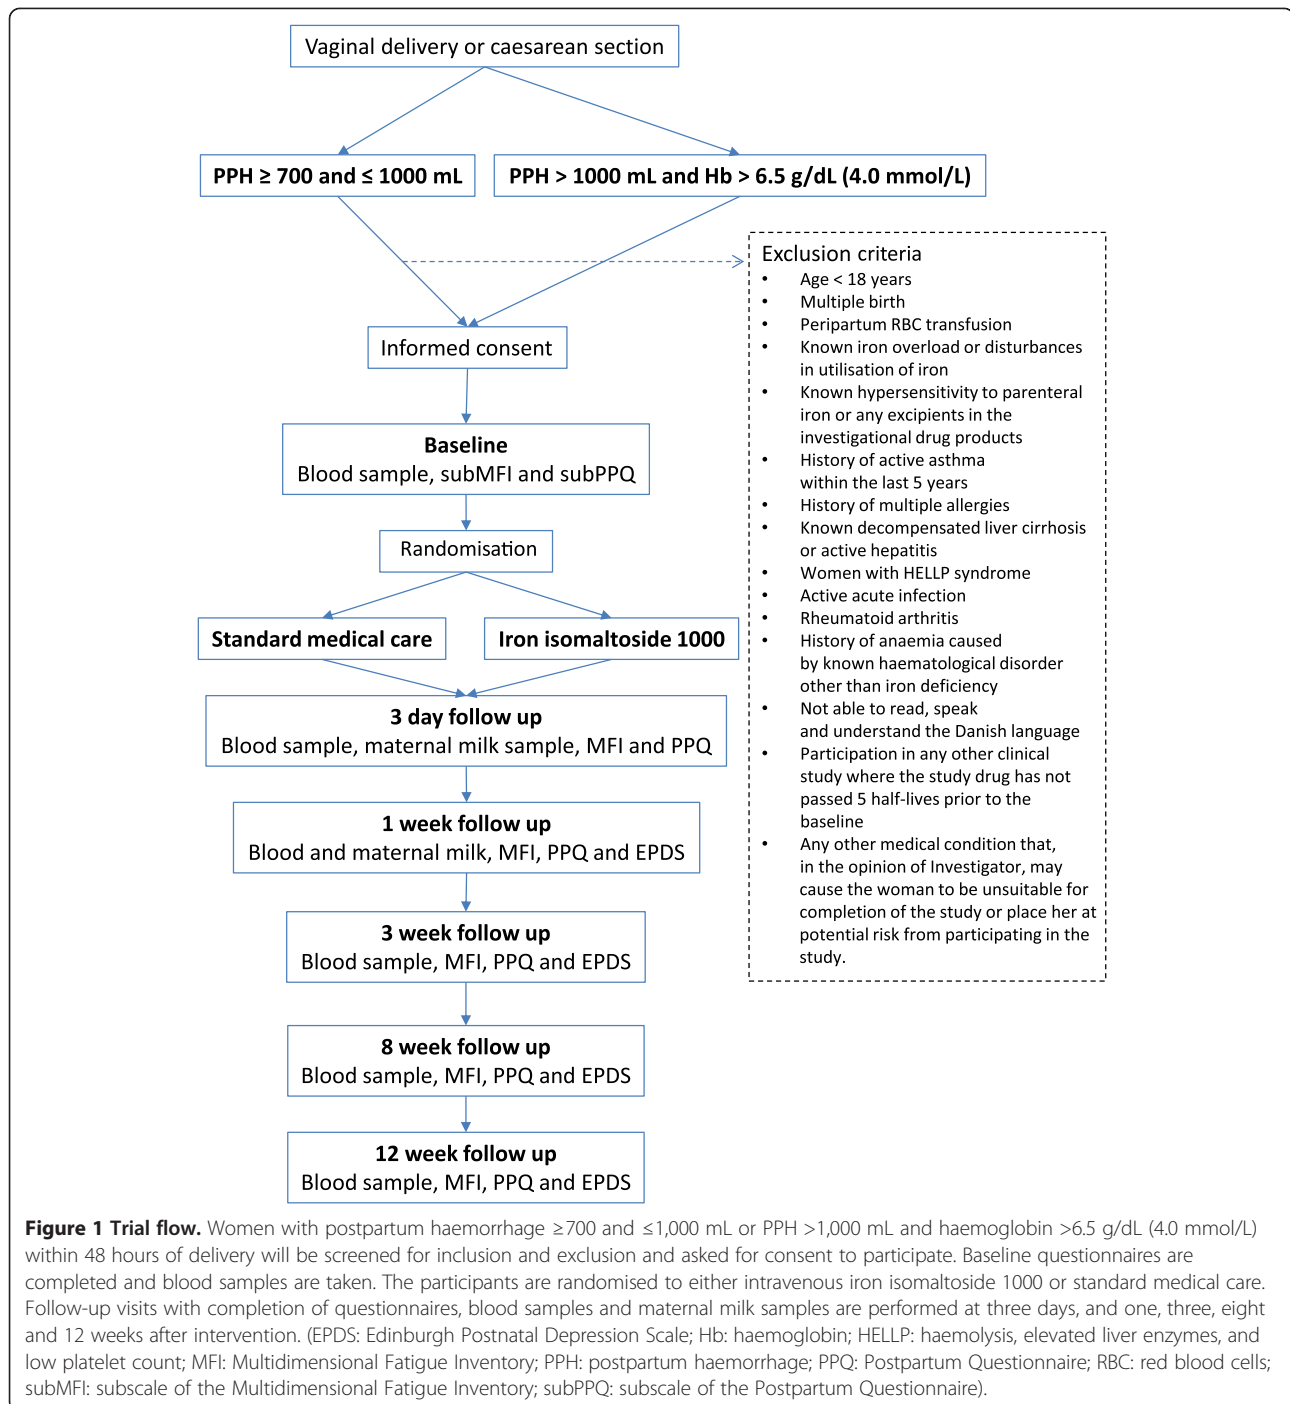 Vaginal delivery or caesarean section
PPH ≥ 700 and ≤ 1000 mL
PPH > 1000 mL and Hb > 6.5 g/dL (4.0 mmol/L)
Exclusion criteria
• Age < 18 years
• Multiple birth
• Peripartum RBC transfusion
• Known iron overload or disturbances
in utilisation of iron
• Known hypersensitivity to parenteral
iron or any excipients in the
investigational drug products
• History of active asthma
within the last 5 years
• History of multiple allergies
• Known decompensated liver cirrhosis
or active hepatitis
• Women with HELLP syndrome
• Active acute infection
• Rheumatoid arthritis
• History of anaemia caused
by known haematological disorder
other than iron deficiency
• Not able to read, speak
and understand the Danish language
• Participation in any other clinical
study where the study drug has not
passed 5 half-lives prior to the
baseline
• Any other medical condition that,
in the opinion of Investigator, may
cause the woman to be unsuitable for
completion of the study or place her at
potential risk from participating in the
study.
Informed consent
Baseline
Blood sample, subMFI and subPPQ
Randomisation
Standard medical care
Iron isomaltoside 1000
3 day follow up
Blood sample, maternal milk sample, MFI and PPQ
1 week follow up
Blood and maternal milk, MFI, PPQ and EPDS
3 week follow up
Blood sample, MFI, PPQ and EPDS
8 week follow up
Blood sample, MFI, PPQ and EPDS
12 week follow up
Blood sample, MFI, PPQ and EPDS
Figure 1 Trial flow. Women with postpartum haemorrhage ≥700 and ≤1,000 mL or PPH >1,000 mL and haemoglobin >6.5 g/dL (4.0 mmol/L)
within 48 hours of delivery will be screened for inclusion and exclusion and asked for consent to participate. Baseline questionnaires are
completed and blood samples are taken. The participants are randomised to either intravenous iron isomaltoside 1000 or standard medical care.
Follow-up visits with completion of questionnaires, blood samples and maternal milk samples are performed at three days, and one, three, eight
and 12 weeks after intervention. (EPDS: Edinburgh Postnatal Depression Scale; Hb: haemoglobin; HELLP: haemolysis, elevated liver enzymes, and
low platelet count; MFI: Multidimensional Fatigue Inventory; PPH: postpartum haemorrhage; PPQ: Postpartum Questionnaire; RBC: red blood cells;
subMFI: subscale of the Multidimensional Fatigue Inventory; subPPQ: subscale of the Postpartum Questionnaire).